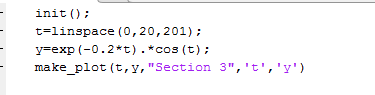 init();
t=linspace(0,20,201);
y=exp(-0.2*t).*cos(t);
make_plot(t,y,"Section 3",'t','y')